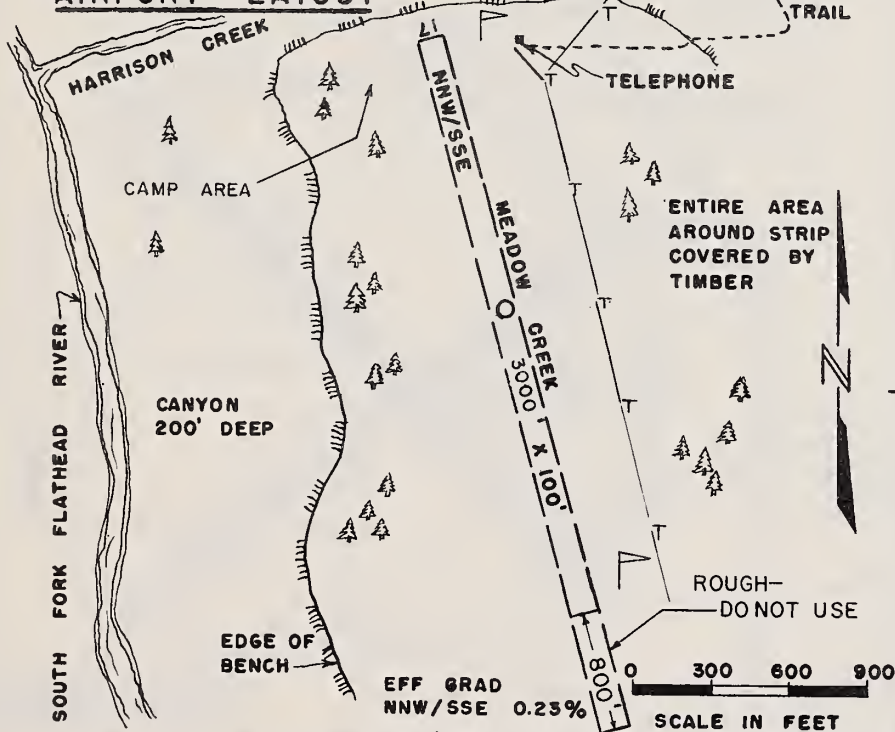 AIRPORT LAYOUT
TRAIL
HARRISON CREEK
17
TELEPHONE
NNW/SSE
CAMP AREA
MEADOW CREEK
ENTIRE AREA
AROUND STRIP
COVERED BY
TIMBER
N
3000' X 100'
CANYON
200' DEEP
SOUTH FORK FLATHEAD RIVER
ROUGH—
DO NOT USE
EDGE OF
BENCH
800'
EFF GRAD
NNW/SSE 0.23%
0 300 600 900
SCALE IN FEET
T
T
T
T
T
T